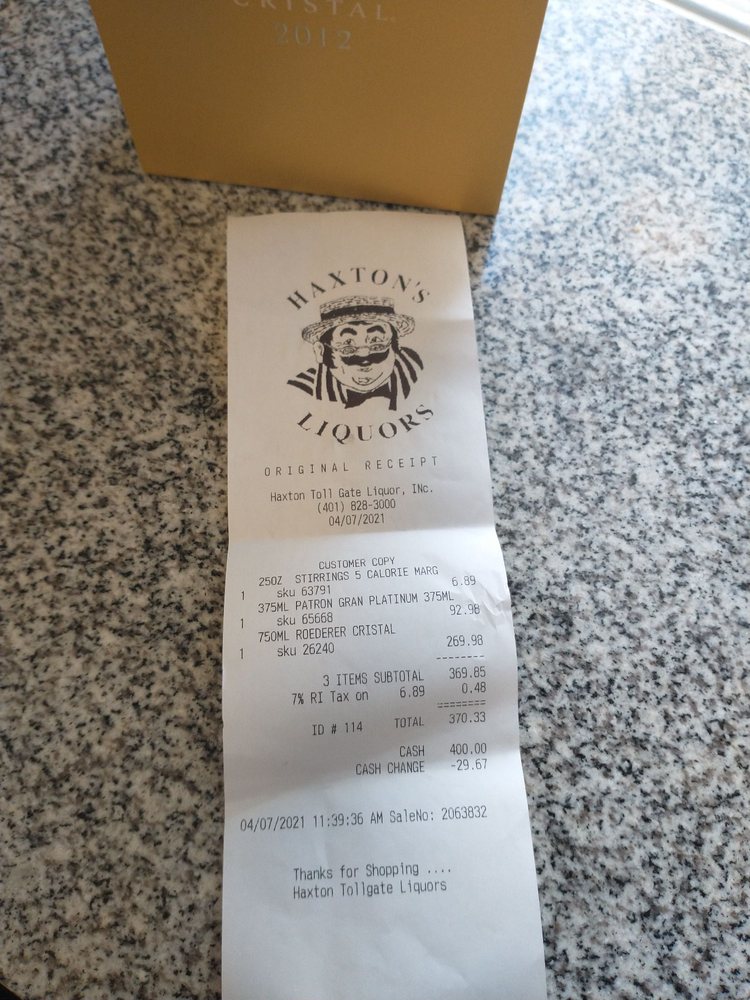 CRISTAL
2012
HAXTON'S
LIQUORS
ORIGINAL RECEIPT
Haxton Toll Gate Liquor, INc.
(401) 828-3000
04/07/2021
CUSTOMER COPY
25OZ STIRRINGS 5 CALORIE MARG
1 sku 63791 6.89
375ML PATRON GRAN PLATINUM 375ML
1 sku 65668 92.98
750ML ROEDERER CRISTAL
1 sku 26240 269.98
--------
3 ITEMS SUBTOTAL 369.85
7% RI Tax on 6.89 0.48
========
ID # 114 TOTAL 370.33
CASH 400.00
CASH CHANGE -29.67
04/07/2021 11:39:36 AM SaleNo: 2063832
Thanks for Shopping ....
Haxton Tollgate Liquors